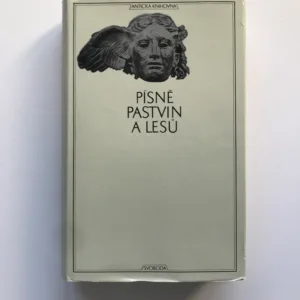 ANTICKÁ KNIHOVNA
PÍSNĚ
PASTVIN
A LESŮ
SVOBODA